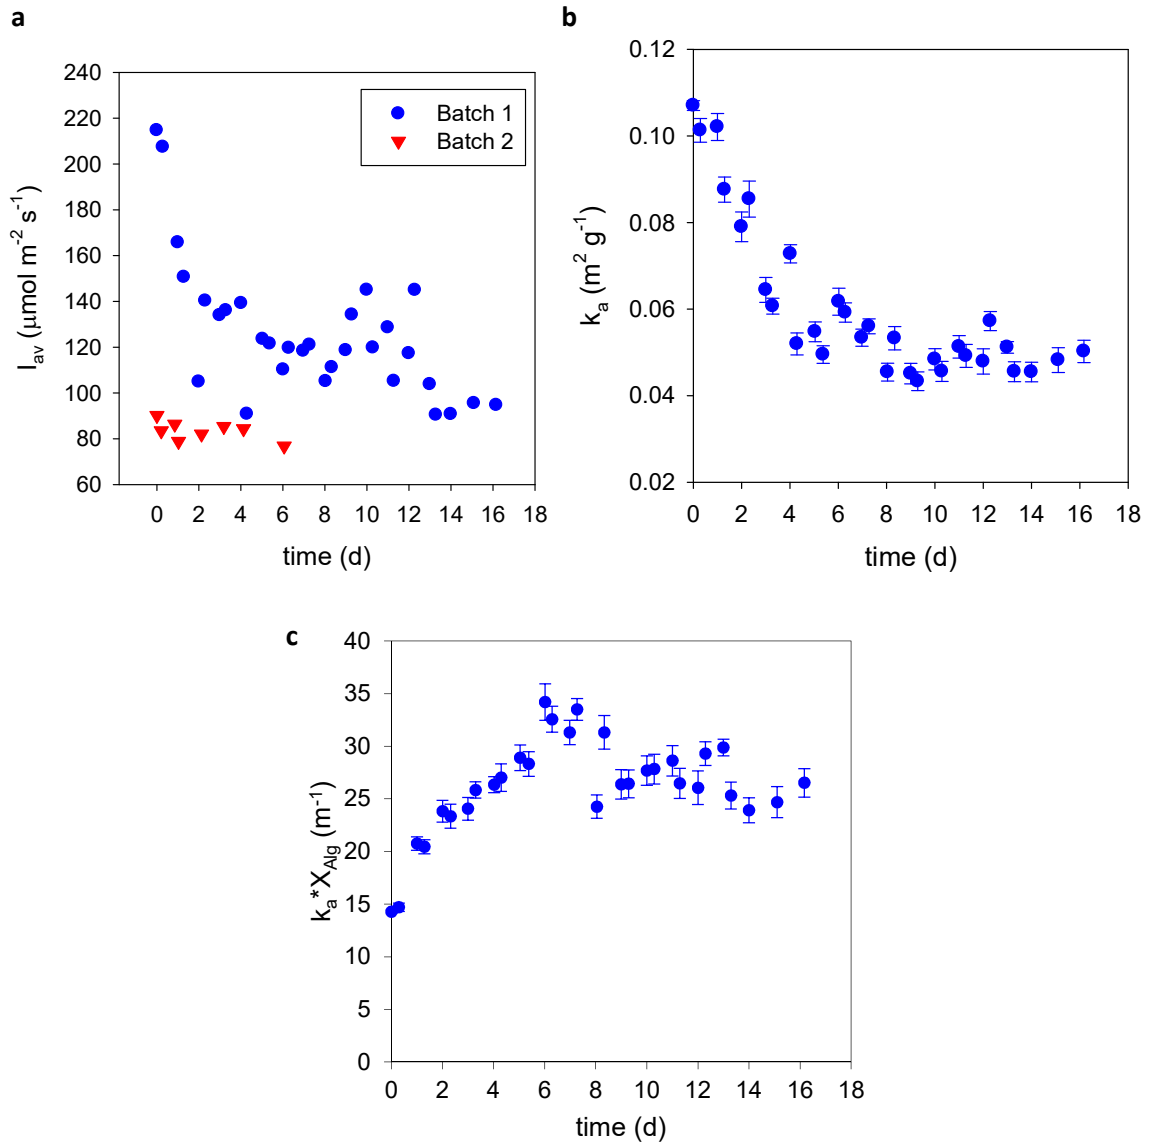 a
240
220
200
180
160
140
120
100
80
60
I_av (μmol m⁻² s⁻¹)
Batch 1
Batch 2
0 2 4 6 8 10 12 14 16 18
time (d)
b
0.12
0.10
0.08
0.06
0.04
0.02
k_a (m² g⁻¹)
0 2 4 6 8 10 12 14 16 18
time (d)
c
40
35
30
25
20
15
10
5
0
k_a*X_Alg (m⁻¹)
0 2 4 6 8 10 12 14 16 18
time (d)